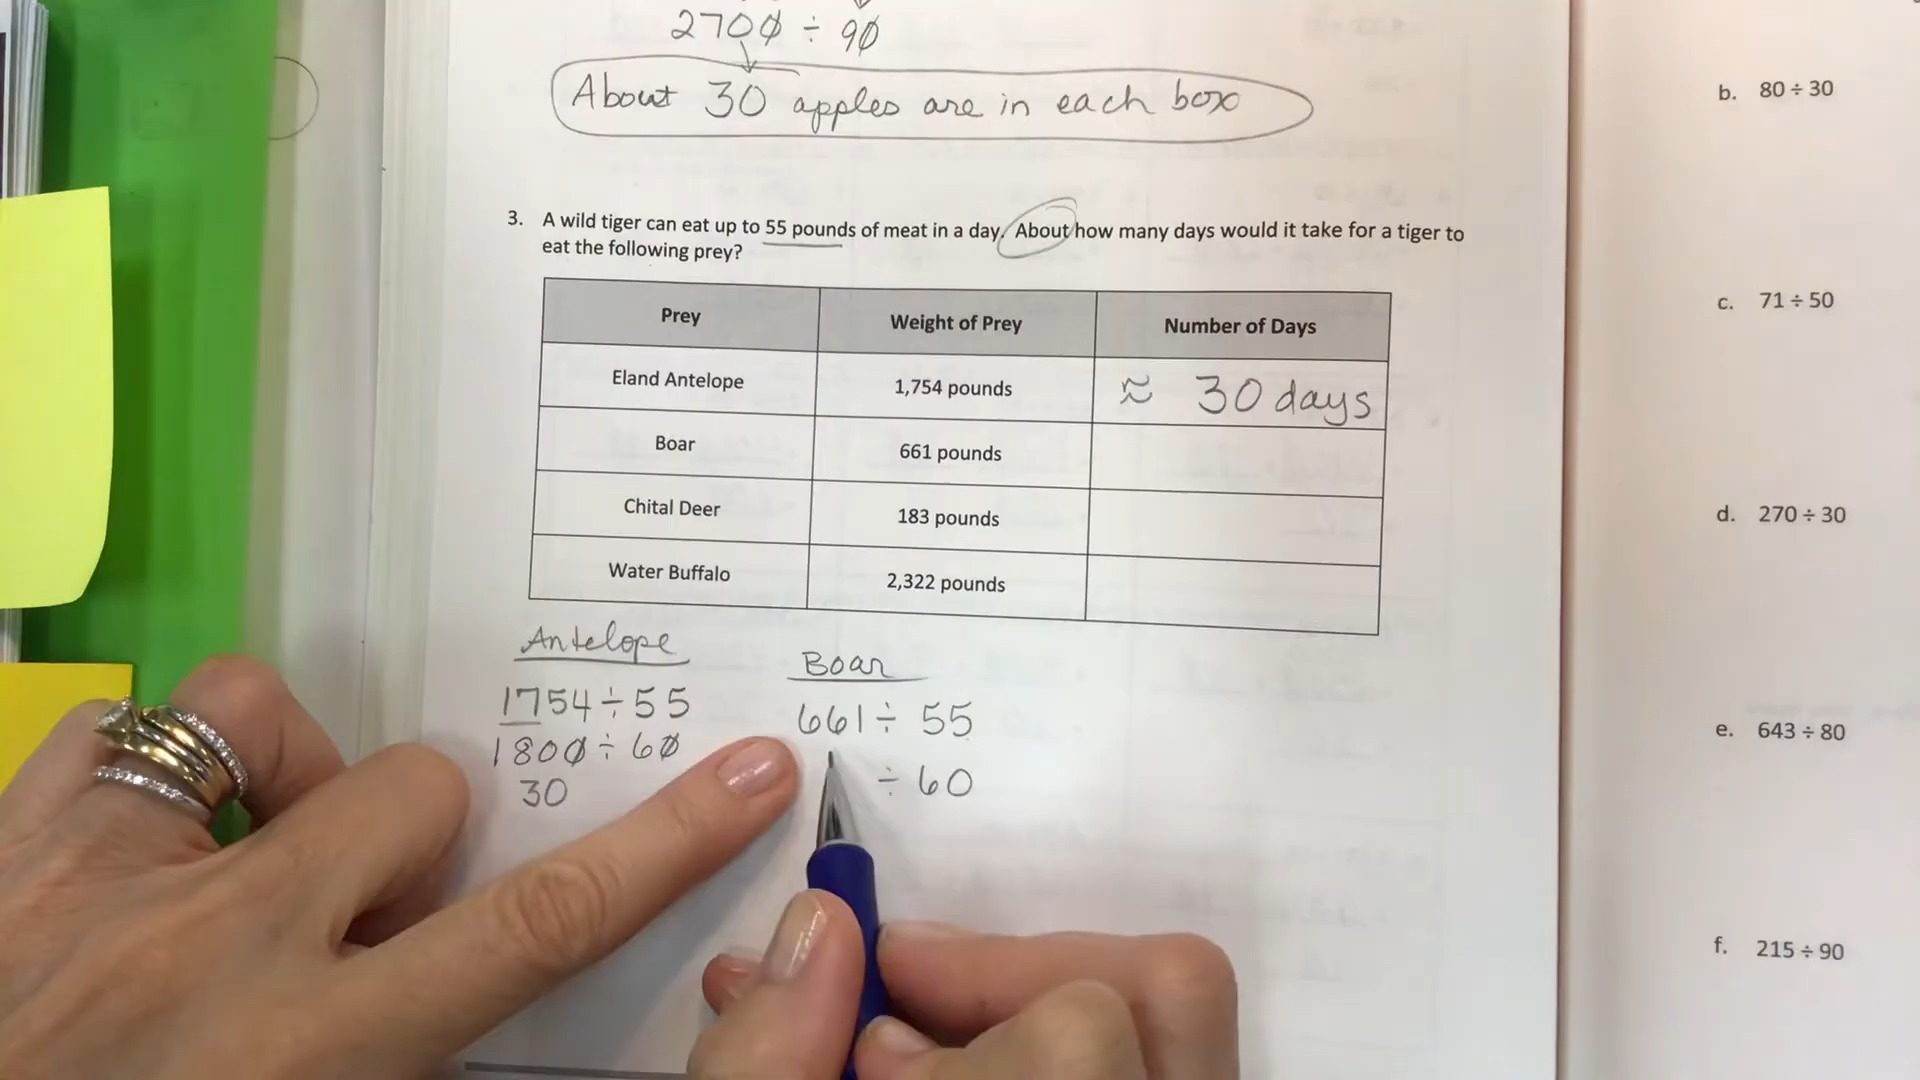 2700 ÷ 90
About 30 apples are in each box
3. A wild tiger can eat up to 55 pounds of meat in a day. About how many days would it take for a tiger to
eat the following prey?
Prey Weight of Prey Number of Days
Eland Antelope 1,754 pounds ≈ 30 days
Boar 661 pounds
Chital Deer 183 pounds
Water Buffalo 2,322 pounds
Antelope
1754 ÷ 55
1800 ÷ 60
30
Boar
661 ÷ 55
÷ 60
b. 80 ÷ 30
c. 71 ÷ 50
d. 270 ÷ 30
e. 643 ÷ 80
f. 215 ÷ 90